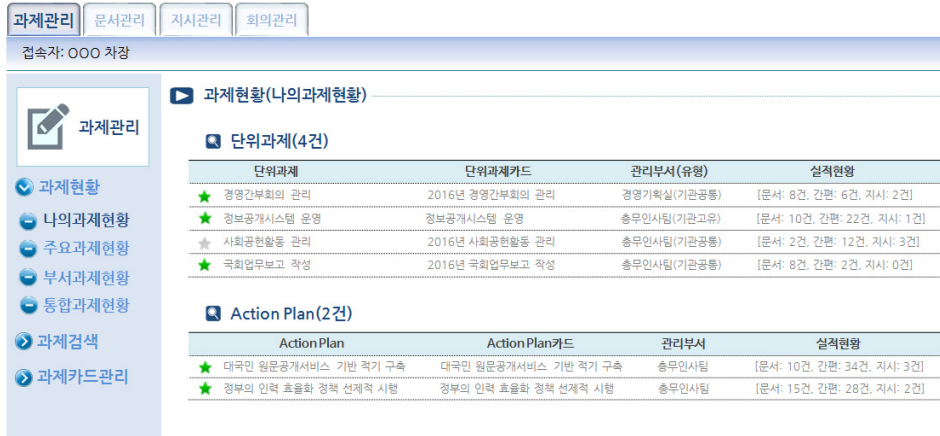 과제관리 문서관리 지시관리 회의관리
접속자: OOO 차장
과제관리
과제현황
나의과제현황
주요과제현황
부서과제현황
통합과제현황
과제검색
과제카드관리
과제현황(나의과제현황)
단위과제(4건)
단위과제 단위과제카드 관리부서(유형) 실적현황
경영간부회의 관리 2016년 경영간부회의 관리 경영기획실(기관공통) [문서: 8건, 간편: 6건, 지시: 2건]
정보공개시스템 운영 정보공개시스템 운영 총무인사팀(기관고유) [문서: 10건, 간편: 22건, 지시: 1건]
사회공헌활동 관리 2016년 사회공헌활동 관리 총무인사팀(기관공통) [문서: 2건, 간편: 12건, 지시: 3건]
국회업무보고 작성 2016년 국회업무보고 작성 총무인사팀(기관공통) [문서: 8건, 간편: 2건, 지시: 0건]
Action Plan(2건)
Action Plan Action Plan카드 관리부서 실적현황
대국민 원문공개서비스 기반 적기 구축 대국민 원문공개서비스 기반 적기 구축 총무인사팀 [문서: 10건, 간편: 34건, 지시: 3건]
정부의 인력 효율화 정책 선제적 시행 정부의 인력 효율화 정책 선제적 시행 총무인사팀 [문서: 15건, 간편: 28건, 지시: 2건]